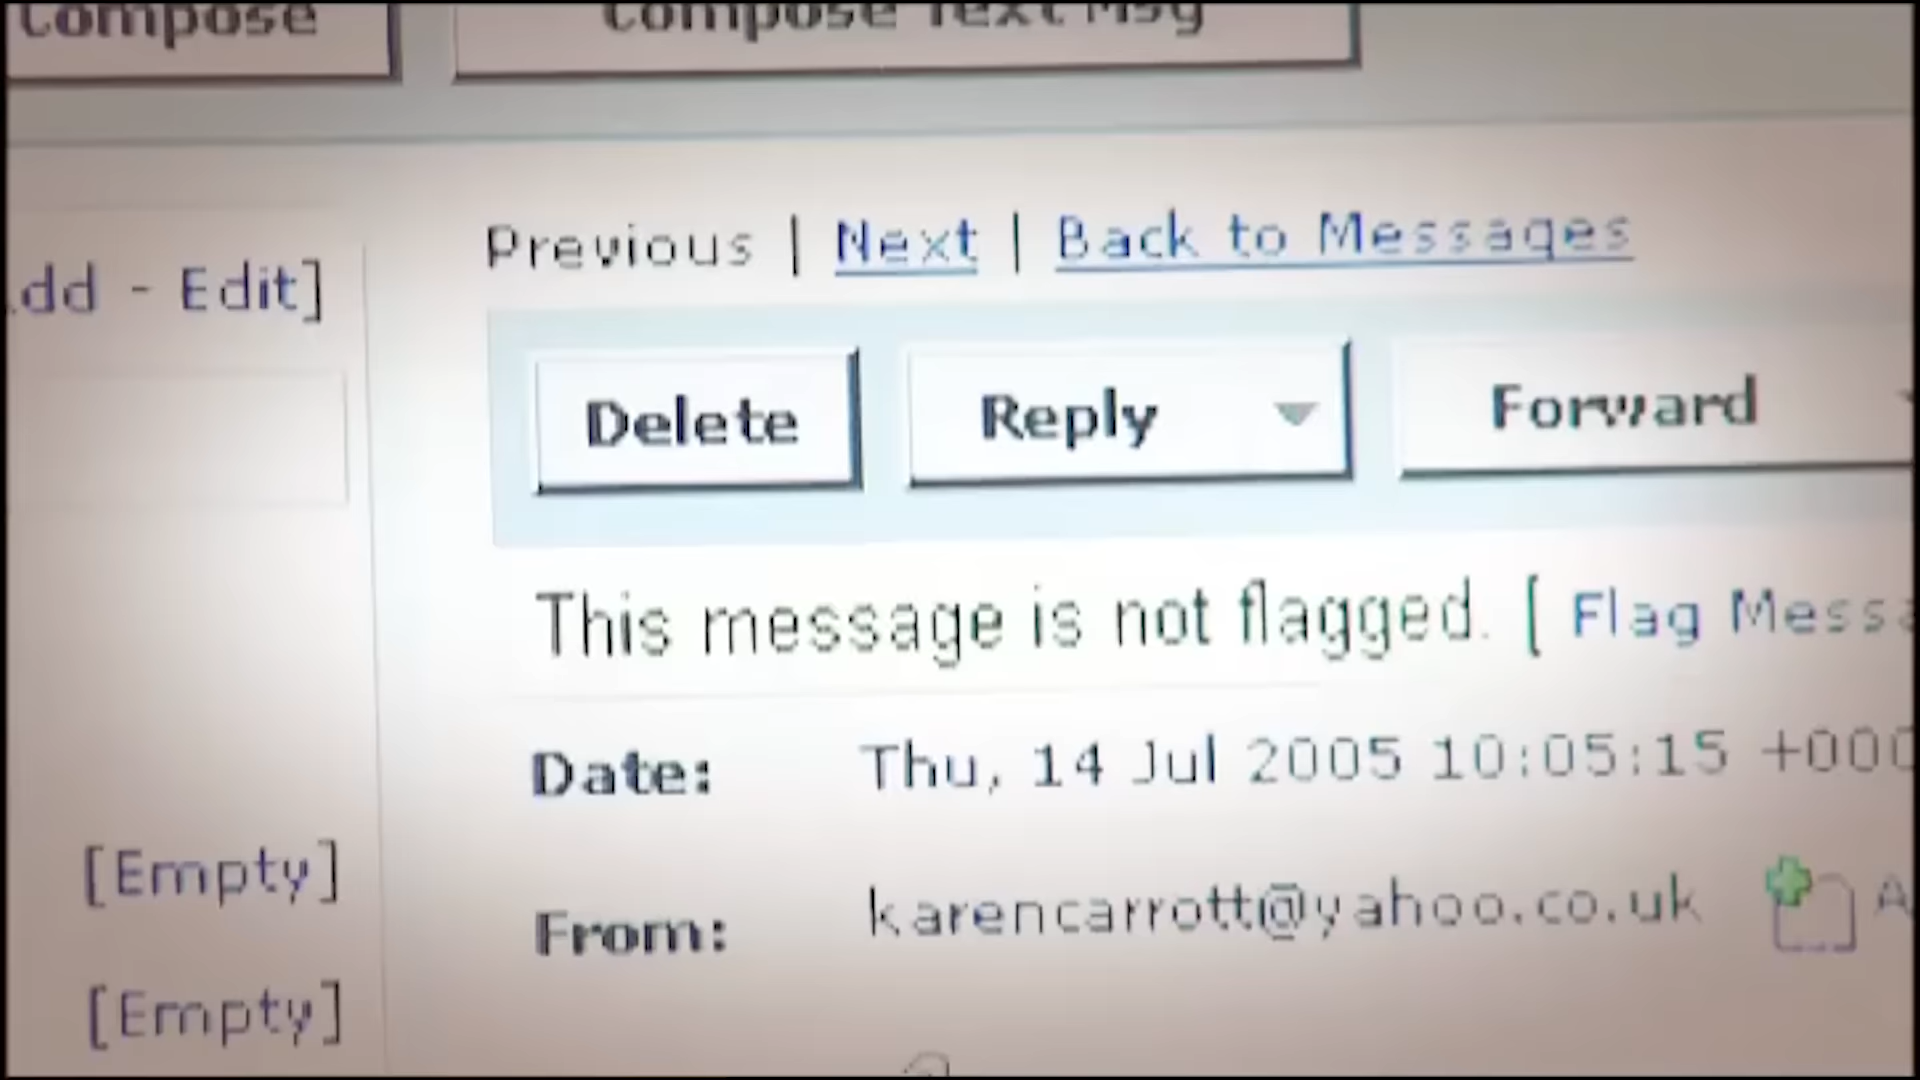 Compose Compose Text Msg
Previous | Next | Back to Messages
dd - Edit]
Delete Reply Forward
This message is not flagged. [ Flag Messa
Date: Thu, 14 Jul 2005 10:05:15 +000
[Empty]
From: karencarrott@yahoo.co.uk A
[Empty]